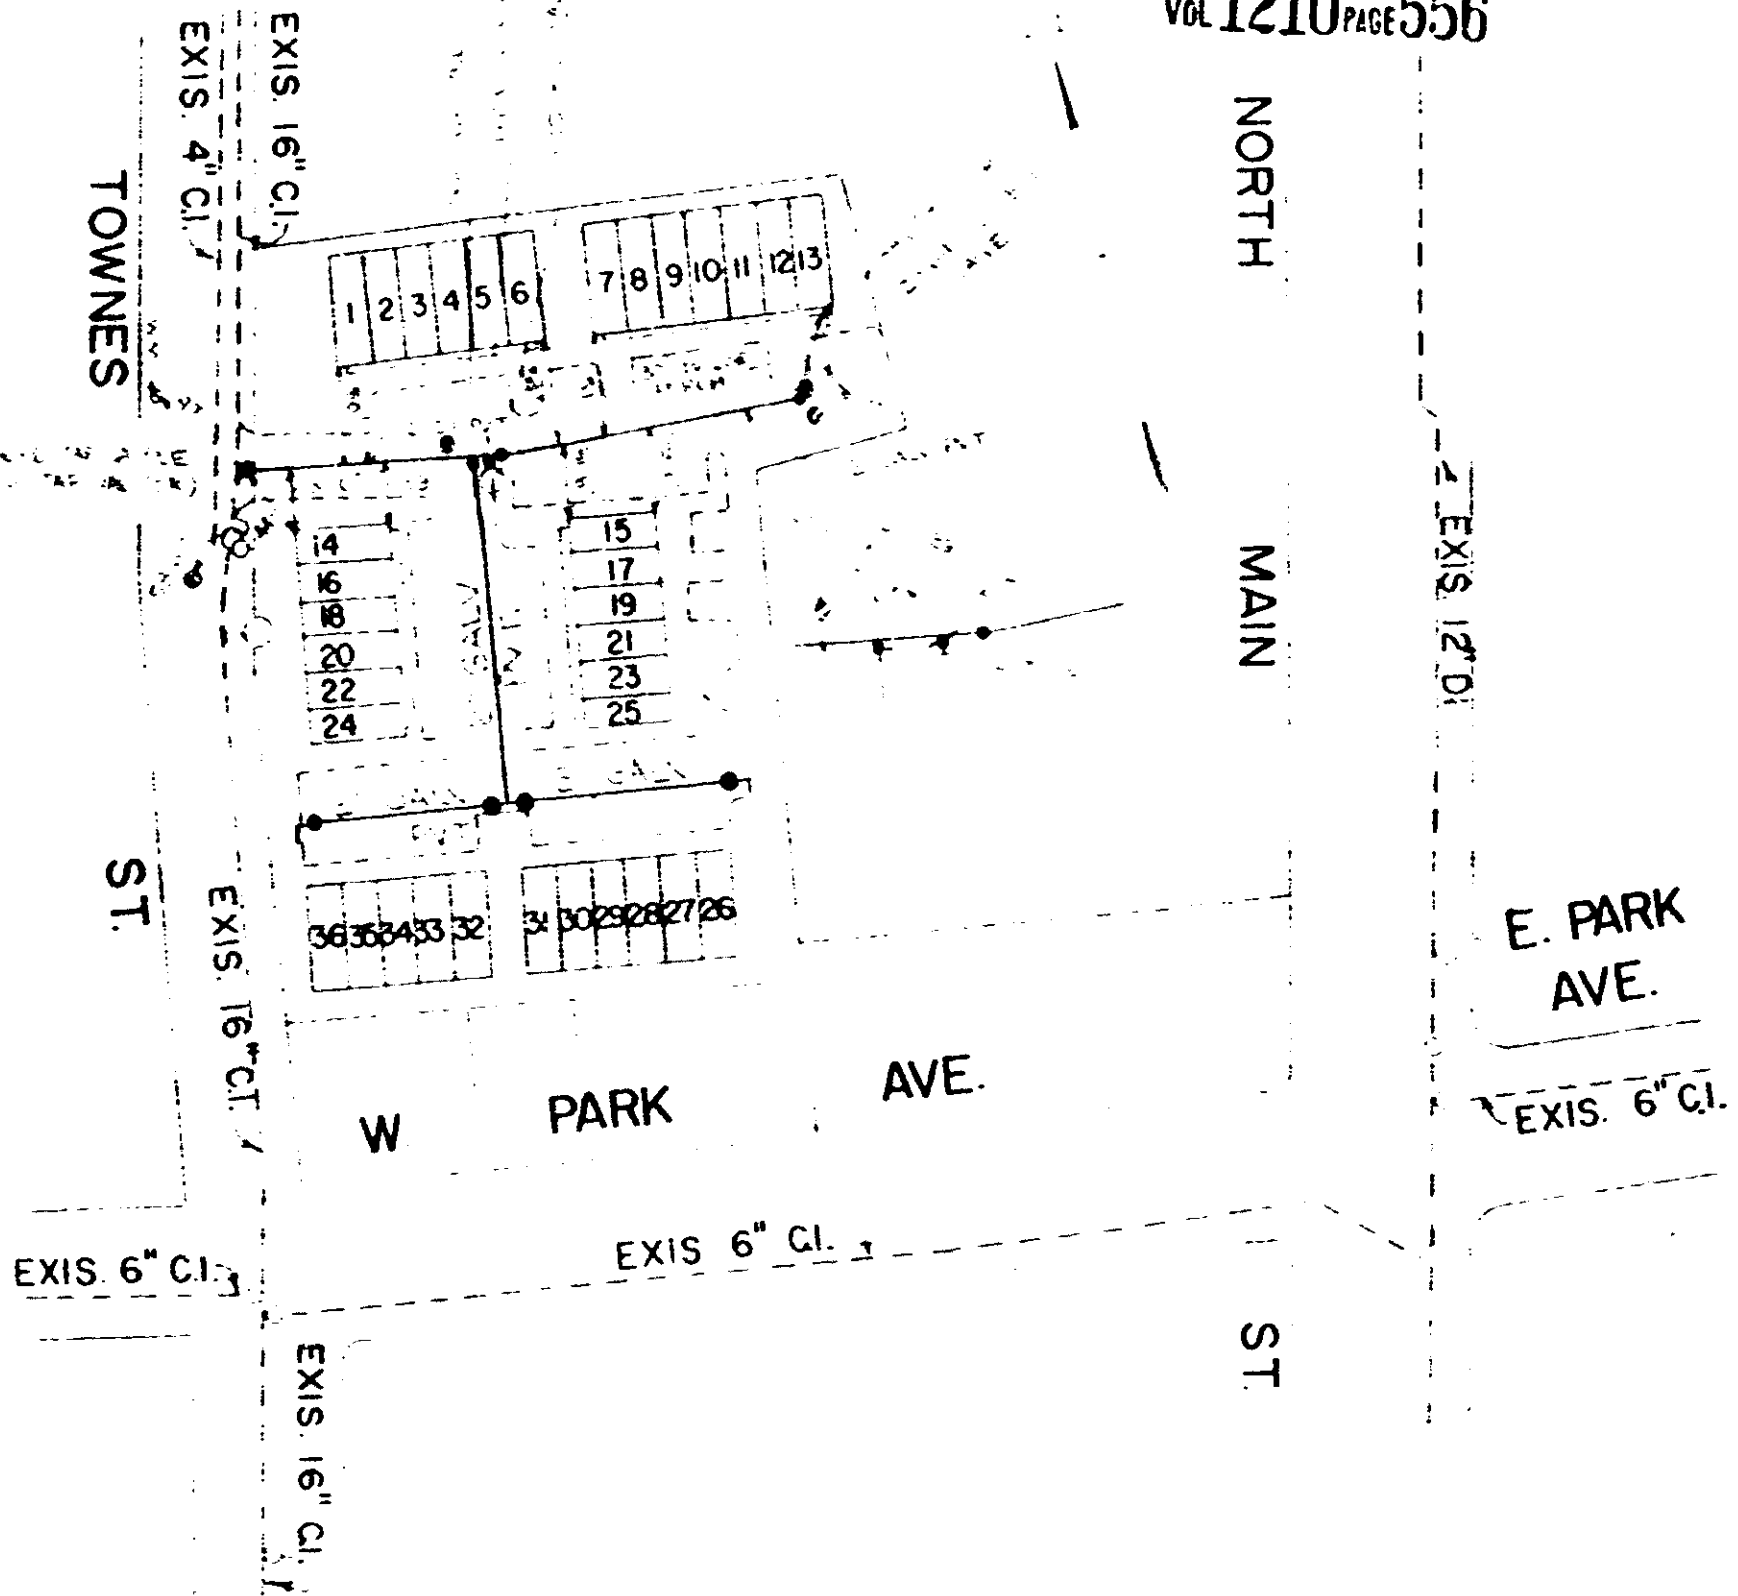 VOL 1210 PAGE 556
EXIS. 4" C.I.
EXIS. 16" C.I.
TOWNES
ST.
NORTH
MAIN
ST.
1 2 3 4 5 6
7 8 9 10 11 12 13
14
16
18
20
22
24
15
17
19
21
23
25
EXIS. 12" D.I
PVT
36 35 34 33 32
31 30 29 28 27 26
EXIS. 16" C.I.
E. PARK
AVE.
W PARK AVE.
EXIS. 6" C.I.
EXIS. 6" C.I.
EXIS 6" C.I.
EXIS. 16" C.I.